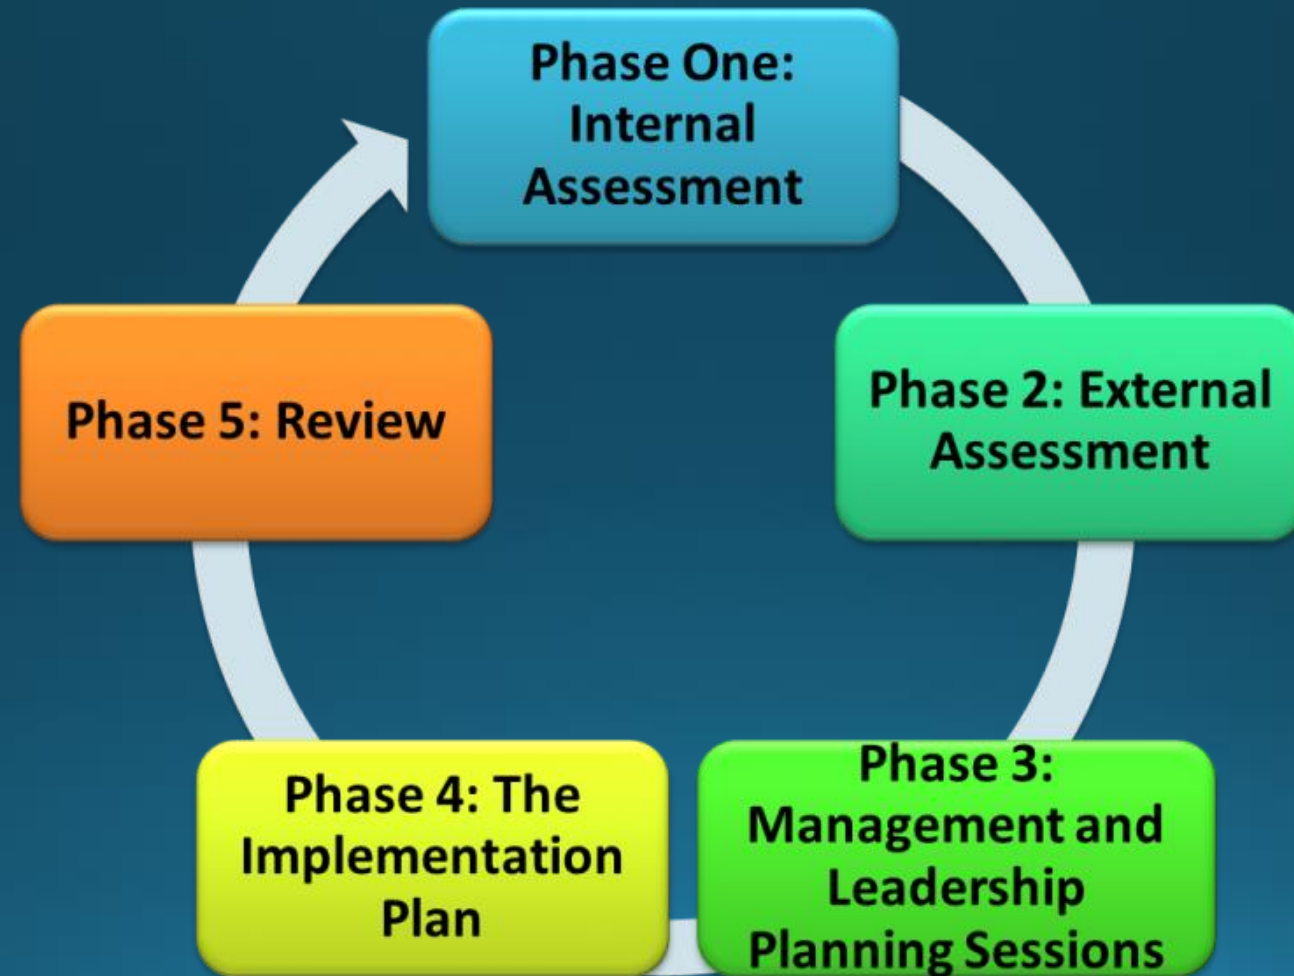 Phase One:
Internal
Assessment
Phase 2: External
Assessment
Phase 3:
Management and
Leadership
Planning Sessions
Phase 4: The
Implementation
Plan
Phase 5: Review